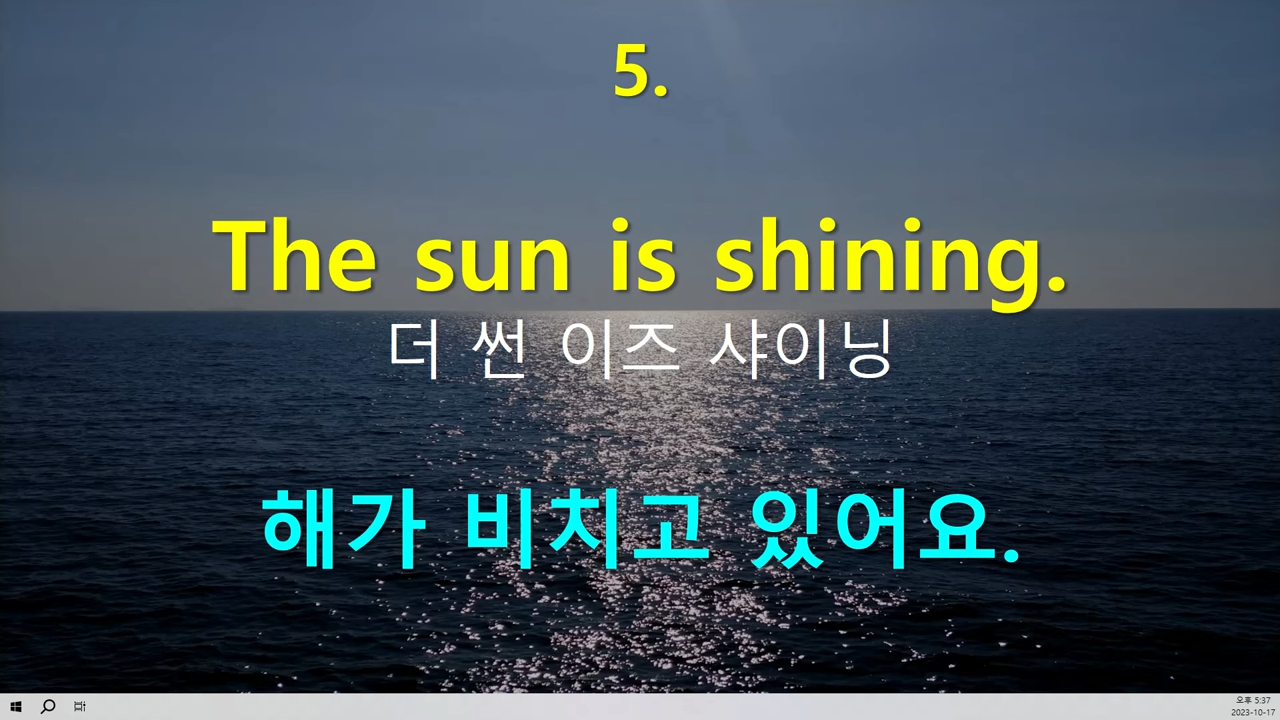 5.
The sun is shining.
더 썬 이즈 샤이닝
해가 비치고 있어요.
오후 5:37
2023-10-17